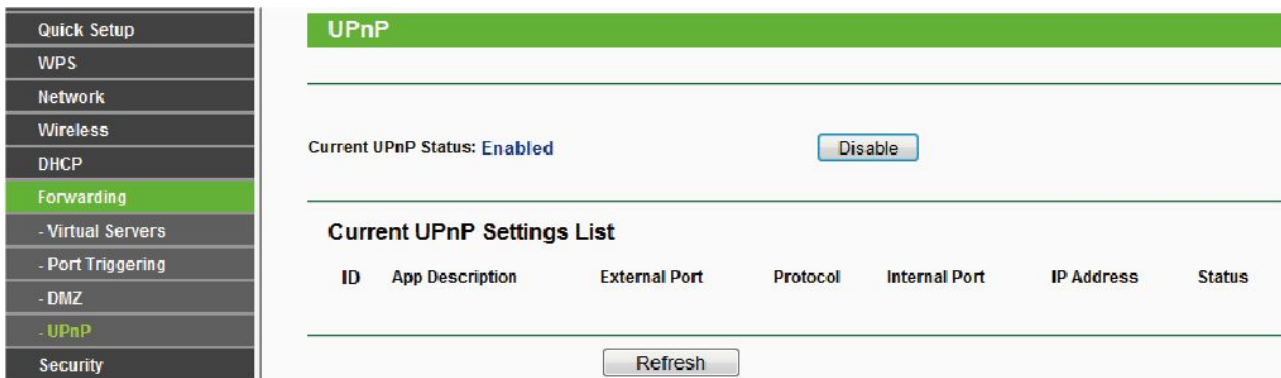 Quick Setup
WPS
Network
Wireless
DHCP
Forwarding
- Virtual Servers
- Port Triggering
- DMZ
- UPnP
Security
UPnP
Current UPnP Status: Enabled Disable
Current UPnP Settings List
ID App Description External Port Protocol Internal Port IP Address Status
Refresh